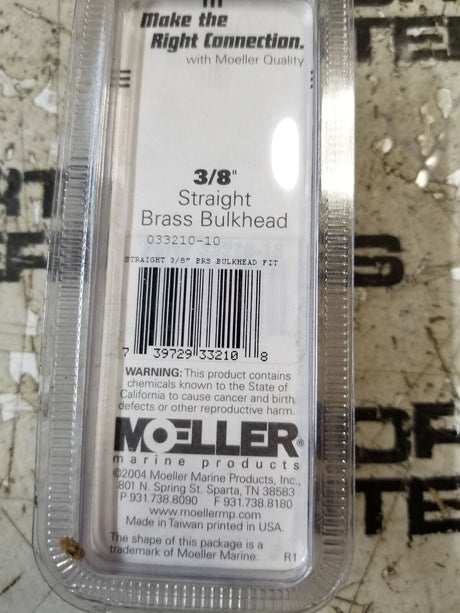 Make the
Right Connection.
with Moeller Quality
3/8"
Straight
Brass Bulkhead
033210-10
STRAIGHT 3/8" BRS BULKHEAD FIT
7 39729 33210 8
WARNING: This product contains
chemicals known to the State of
California to cause cancer and birth
defects or other reproductive harm.
MOELLER®
marine products
©2004 Moeller Marine Products, Inc.,
801 N. Spring St. Sparta, TN 38583
P 931.738.8090 F 931.738.8180
www.moellermp.com
Made in Taiwan printed in USA.
The shape of this package is a
trademark of Moeller Marine. R1